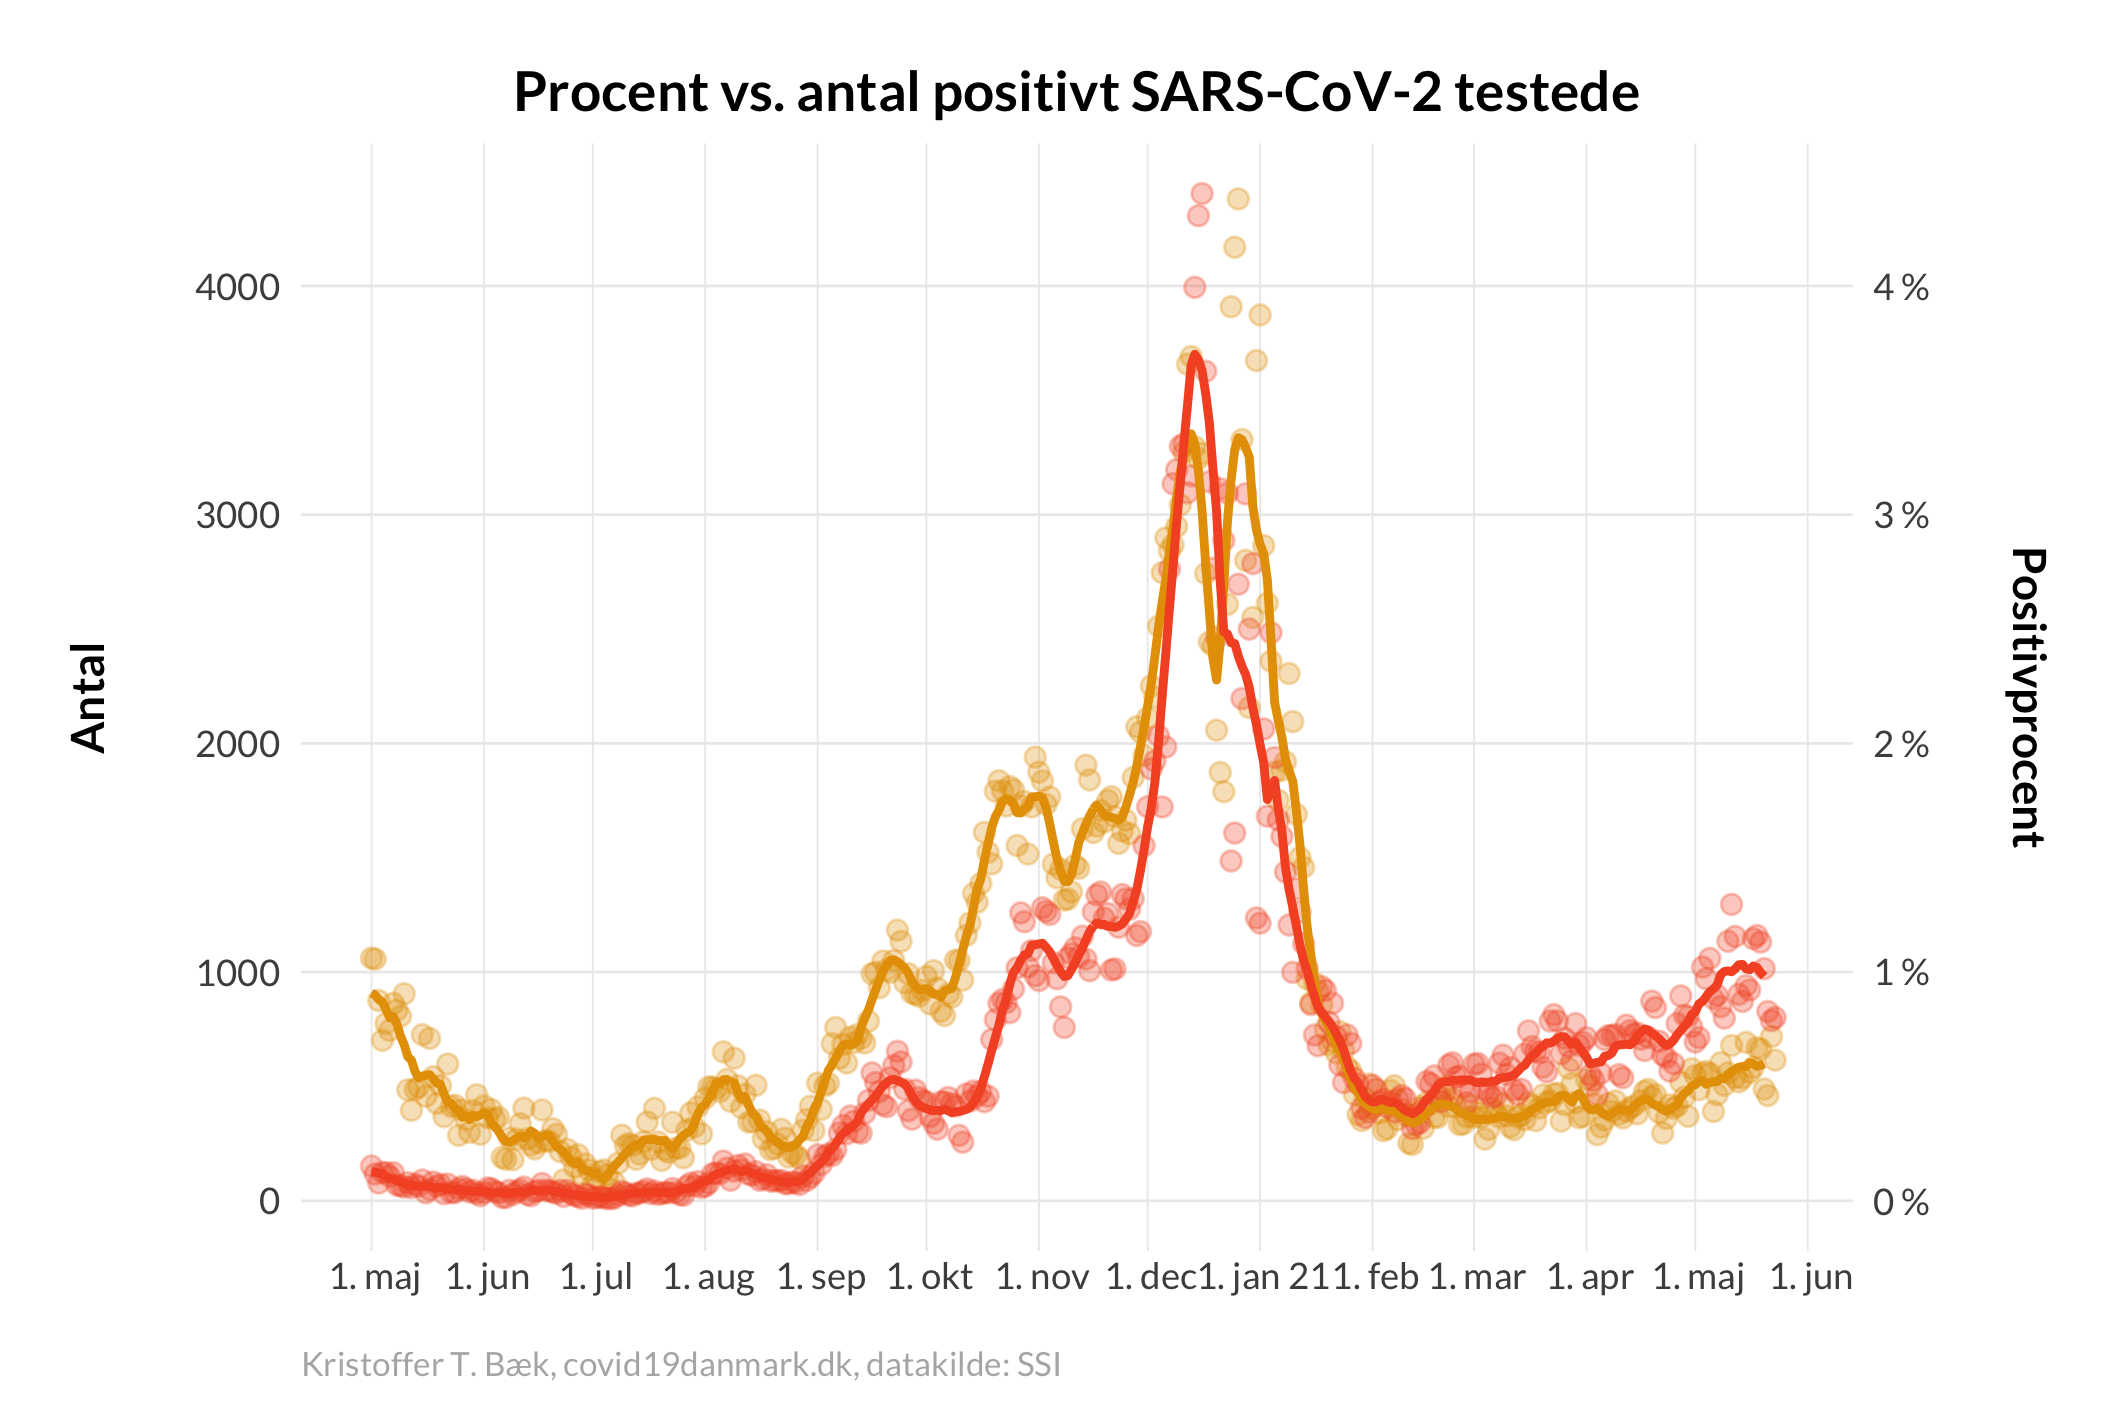 Procent vs. antal positivt SARS-CoV-2 testede
Antal
4000
3000
2000
1000
0
4 %
3 %
2 %
1 %
0 %
Positivprocent
1. maj 1. jun 1. jul 1. aug 1. sep 1. okt 1. nov 1. dec 1. jan 21 1. feb 1. mar 1. apr 1. maj 1. jun
Kristoffer T. Bæk, covid19danmark.dk, datakilde: SSI